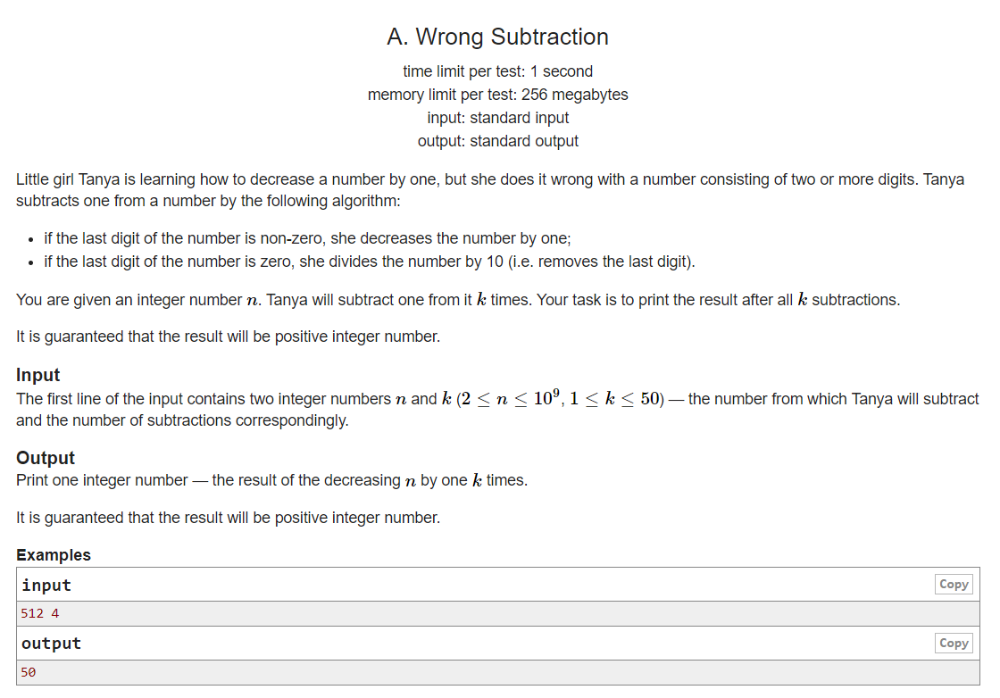 A. Wrong Subtraction
time limit per test: 1 second
memory limit per test: 256 megabytes
input: standard input
output: standard output
Little girl Tanya is learning how to decrease a number by one, but she does it wrong with a number consisting of two or more digits. Tanya
subtracts one from a number by the following algorithm:
• if the last digit of the number is non-zero, she decreases the number by one;
• if the last digit of the number is zero, she divides the number by 10 (i.e. removes the last digit).
You are given an integer number n. Tanya will subtract one from it k times. Your task is to print the result after all k subtractions.
It is guaranteed that the result will be positive integer number.
Input
The first line of the input contains two integer numbers n and k (2 ≤ n ≤ 10⁹, 1 ≤ k ≤ 50) — the number from which Tanya will subtract
and the number of subtractions correspondingly.
Output
Print one integer number — the result of the decreasing n by one k times.
It is guaranteed that the result will be positive integer number.
Examples
input Copy
512 4
output Copy
50